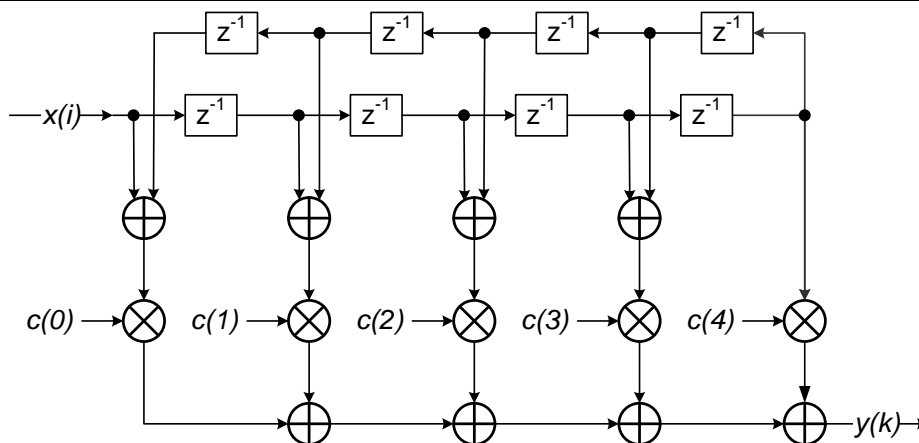 z⁻¹ z⁻¹ z⁻¹ z⁻¹
x(i) z⁻¹ z⁻¹ z⁻¹ z⁻¹
c(0) c(1) c(2) c(3) c(4)
y(k)